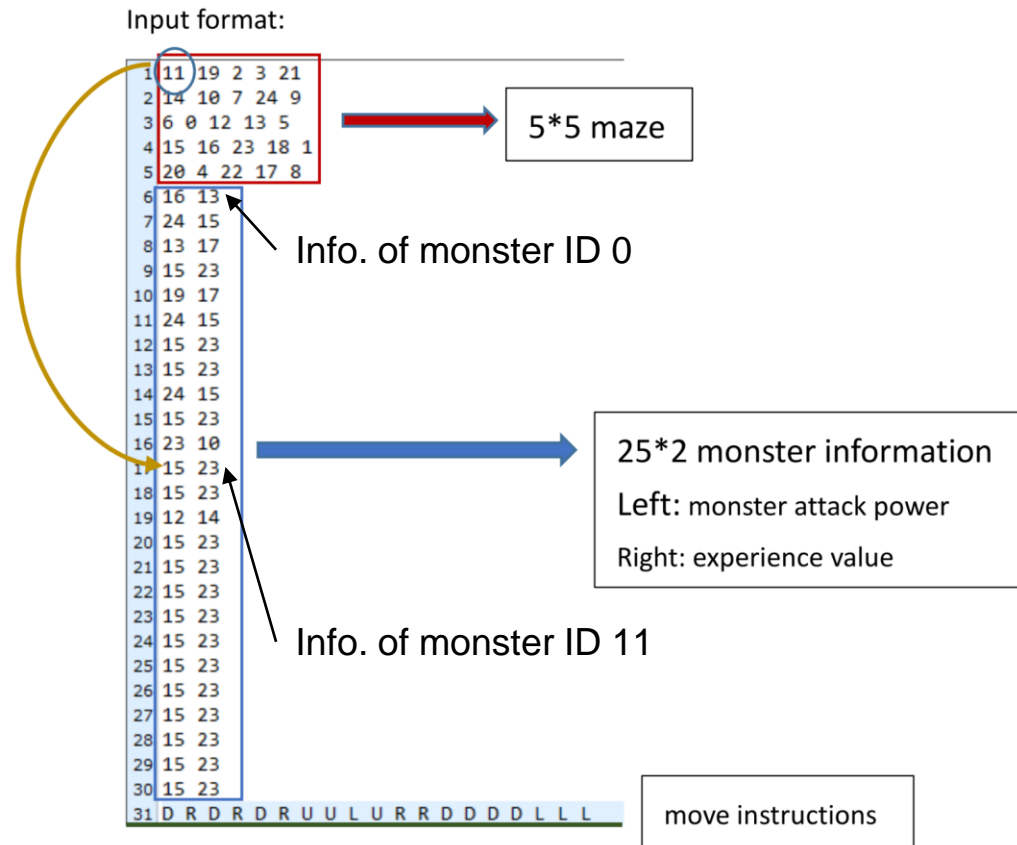 Input format:
1 11 19 2 3 21
2 14 10 7 24 9
3 6 0 12 13 5
4 15 16 23 18 1
5 20 4 22 17 8
6 16 13
7 24 15
8 13 17
9 15 23
10 19 17
11 24 15
12 15 23
13 15 23
14 24 15
15 15 23
16 23 10
17 15 23
18 15 23
19 12 14
20 15 23
21 15 23
22 15 23
23 15 23
24 15 23
25 15 23
26 15 23
27 15 23
28 15 23
29 15 23
30 15 23
31 D R D R D R U U L U R R D D D D L L L
5*5 maze
Info. of monster ID 0
25*2 monster information
Left: monster attack power
Right: experience value
Info. of monster ID 11
move instructions